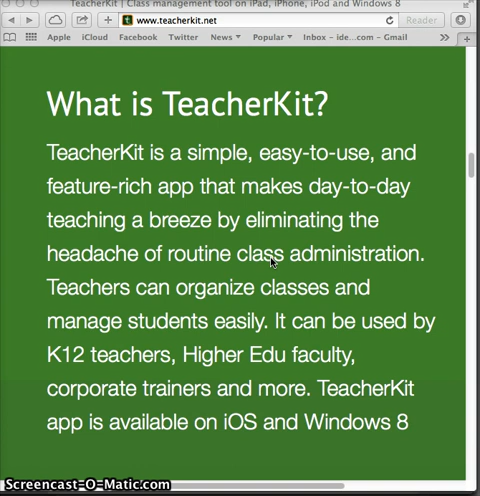 TeacherKit | Class management tool on iPad, iPhone, iPod and Windows 8
www.teacherkit.net
Reader
Apple iCloud Facebook Twitter News Popular Inbox – ide...com – Gmail
What is TeacherKit?
TeacherKit is a simple, easy-to-use, and
feature-rich app that makes day-to-day
teaching a breeze by eliminating the
headache of routine class administration.
Teachers can organize classes and
manage students easily. It can be used by
K12 teachers, Higher Edu faculty,
corporate trainers and more. TeacherKit
app is available on iOS and Windows 8
Screencast-O-Matic.com